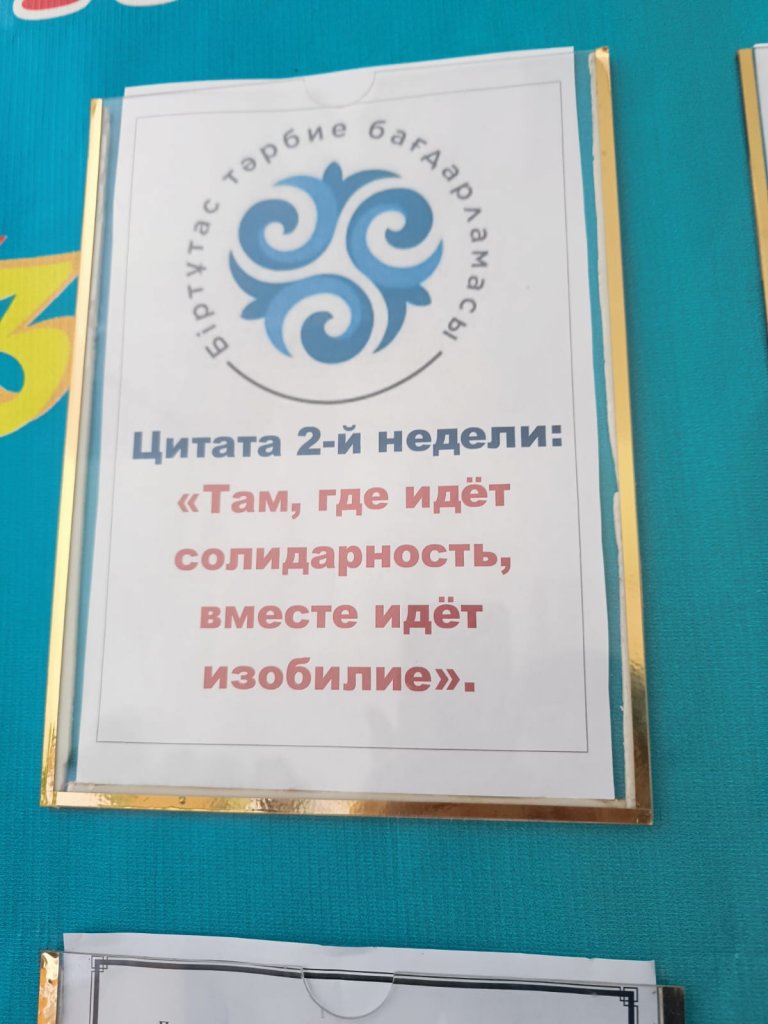 Біртұтас тәрбие бағдарламасы
Цитата 2-й недели:
«Там, где идёт
солидарность,
вместе идёт
изобилие».